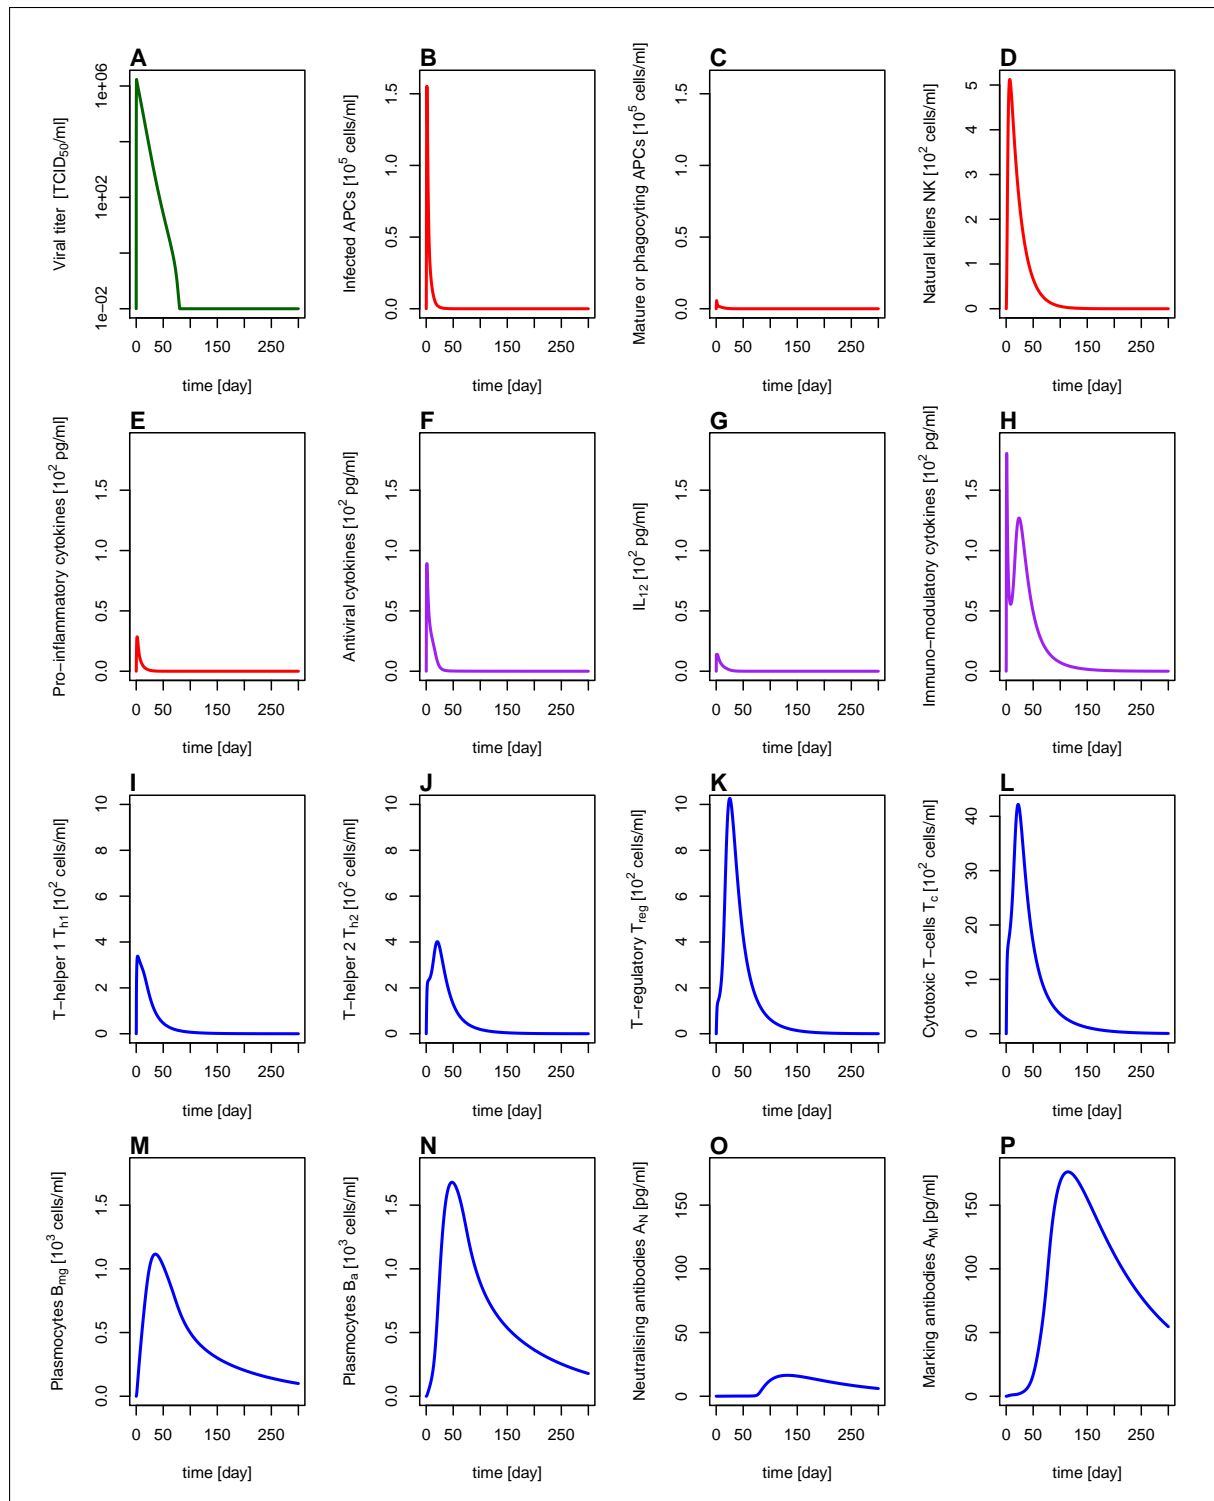 A
Viral titer [TCID50/ml]
1e−02 1e+02 1e+06
0 50 150 250
time [day]
B
Infected APCs [10^5 cells/ml]
0.0 0.5 1.0 1.5
0 50 150 250
time [day]
C
Mature or phagocyting APCs [10^5 cells/ml]
0.0 0.5 1.0 1.5
0 50 150 250
time [day]
D
Natural killers NK [10^2 cells/ml]
0 1 2 3 4 5
0 50 150 250
time [day]
E
Pro−inflammatory cytokines [10^2 pg/ml]
0.0 0.5 1.0 1.5
0 50 150 250
time [day]
F
Antiviral cytokines [10^2 pg/ml]
0.0 0.5 1.0 1.5
0 50 150 250
time [day]
G
IL12 [10^2 pg/ml]
0.0 0.5 1.0 1.5
0 50 150 250
time [day]
H
Immuno−modulatory cytokines [10^2 pg/ml]
0.0 0.5 1.0 1.5
0 50 150 250
time [day]
I
T−helper 1 Th1 [10^2 cells/ml]
0 2 4 6 8 10
0 50 150 250
time [day]
J
T−helper 2 Th2 [10^2 cells/ml]
0 2 4 6 8 10
0 50 150 250
time [day]
K
T−regulatory Treg [10^2 cells/ml]
0 2 4 6 8 10
0 50 150 250
time [day]
L
Cytotoxic T−cells Tc [10^2 cells/ml]
0 10 20 30 40
0 50 150 250
time [day]
M
Plasmocytes Bmg [10^3 cells/ml]
0.0 0.5 1.0 1.5
0 50 150 250
time [day]
N
Plasmocytes Ba [10^3 cells/ml]
0.0 0.5 1.0 1.5
0 50 150 250
time [day]
O
Neutralising antibodies AN [pg/ml]
0 50 100 150
0 50 150 250
time [day]
P
Marking antibodies AM [pg/ml]
0 50 100 150
0 50 150 250
time [day]